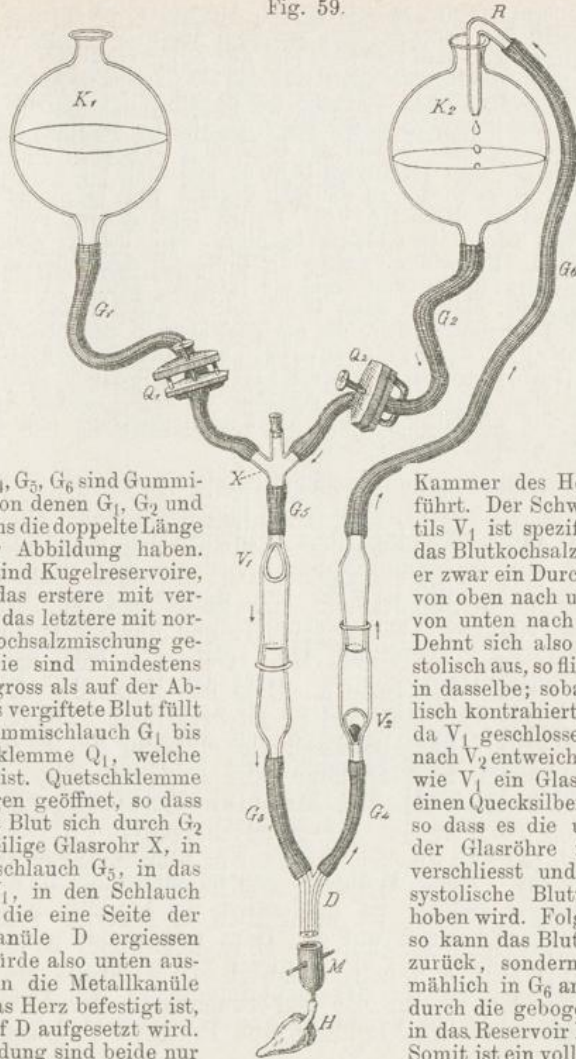 Fig. 59.
R
K₁
K₂
G₁
G₂
G₆
Q₁
Q₂
X
G₅
V₁
V₂
G₃
G₄
D
M
H
₄, G₅, G₆ sind Gummi-
on denen G₁, G₂ und
ns die doppelte Länge
r Abbildung haben.
ind Kugelreservoire,
das erstere mit ver-
das letztere mit nor-
ochsalzmischung ge-
ie sind mindestens
gross als auf der Ab-
s vergiftete Blut füllt
mmischlauch G₁ bis
klemme Q₁, welche
ist. Quetschklemme
ren geöffnet, so dass
Blut sich durch G₂
eilige Glasrohr X, in
schlauch G₅, in das
₁, in den Schlauch
die eine Seite der
anüle D ergiessen
ürde also unten aus-
n die Metallkanüle
as Herz befestigt ist,
f D aufgesetzt wird.
dung sind beide nur
Kammer des He
führt. Der Schw
tils V₁ ist spezif
das Blutkochsalz
er zwar ein Durc
von oben nach u
von unten nach
Dehnt sich also
stolisch aus, so fli
in dasselbe; soba
lisch kontrahiert
da V₁ geschlosse
nach V₂ entweich
wie V₁ ein Glas
einen Quecksilbe
so dass es die u
der Glasröhre
verschliesst und
systolische Blut
hoben wird. Folg
so kann das Blut
zurück, sondern
mählich in G₆ an
durch die geboge
in das Reservoir
Somit ist ein voll